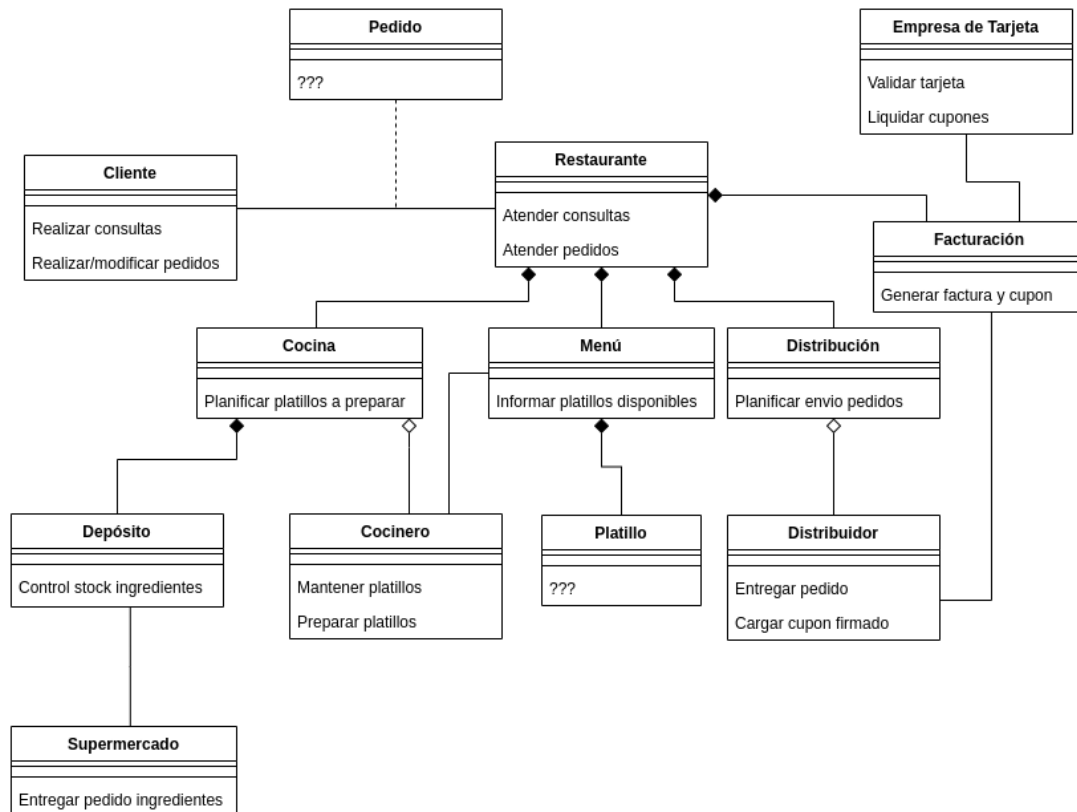 Pedido
???
Empresa de Tarjeta
Validar tarjeta
Liquidar cupones
Cliente
Realizar consultas
Realizar/modificar pedidos
Restaurante
Atender consultas
Atender pedidos
Facturación
Generar factura y cupon
Cocina
Planificar platillos a preparar
Menú
Informar platillos disponibles
Distribución
Planificar envio pedidos
Depósito
Control stock ingredientes
Cocinero
Mantener platillos
Preparar platillos
Platillo
???
Distribuidor
Entregar pedido
Cargar cupon firmado
Supermercado
Entregar pedido ingredientes